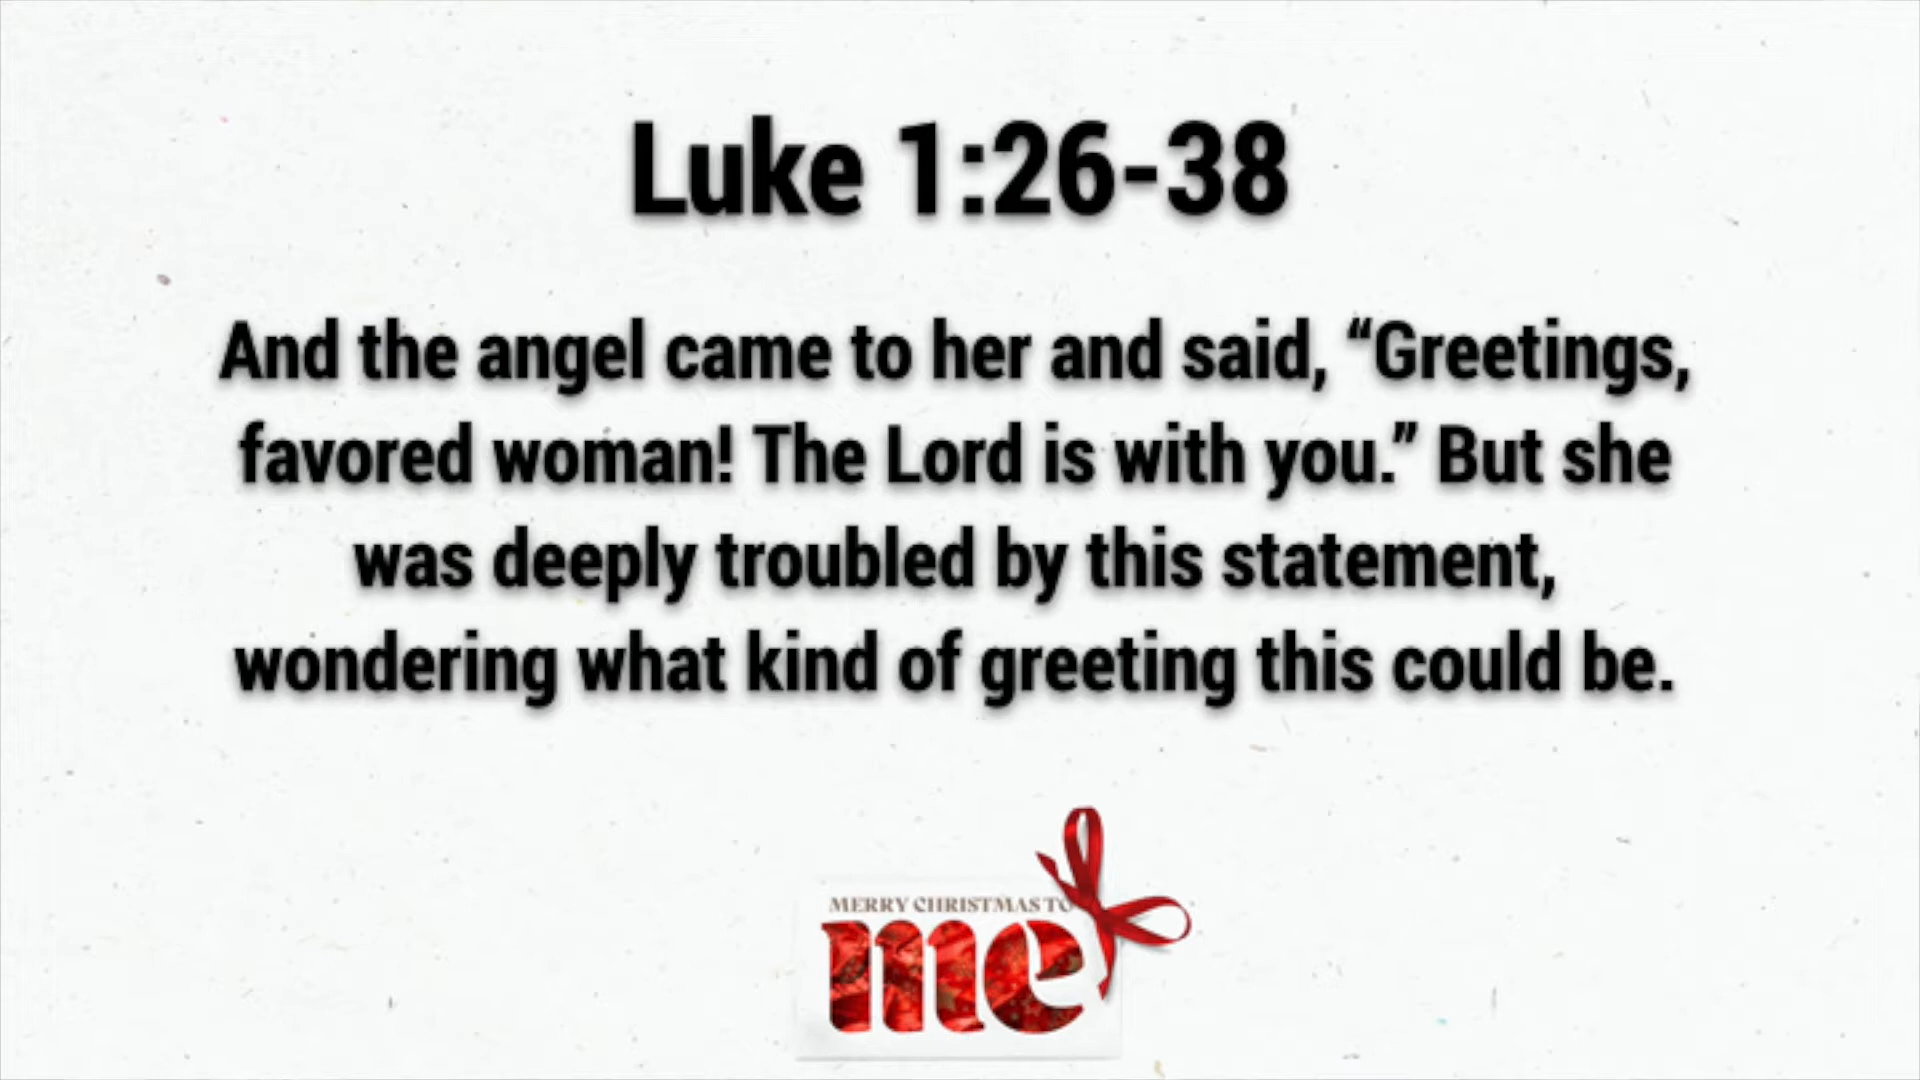 Luke 1:26-38
And the angel came to her and said, “Greetings,
favored woman! The Lord is with you.” But she
was deeply troubled by this statement,
wondering what kind of greeting this could be.
MERRY CHRISTMAS TO
me